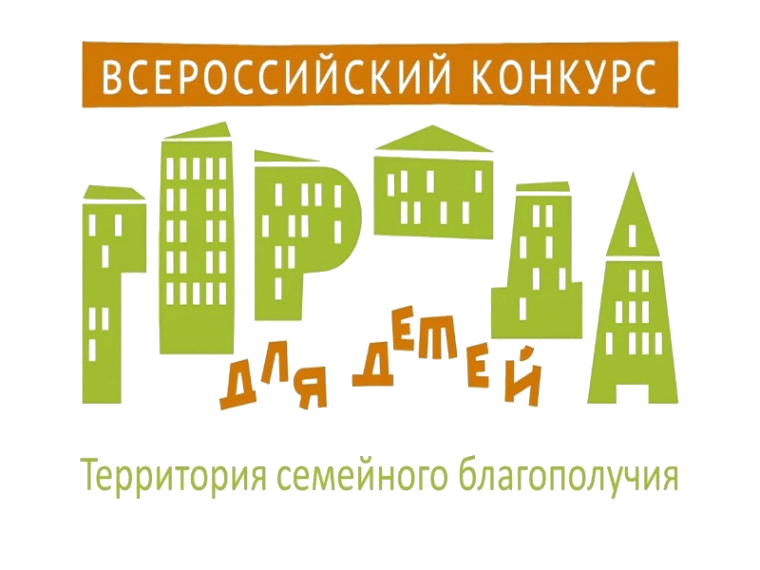 ВСЕРОССИЙСКИЙ КОНКУРС
ГОРОДА
для детей
Территория семейного благополучия